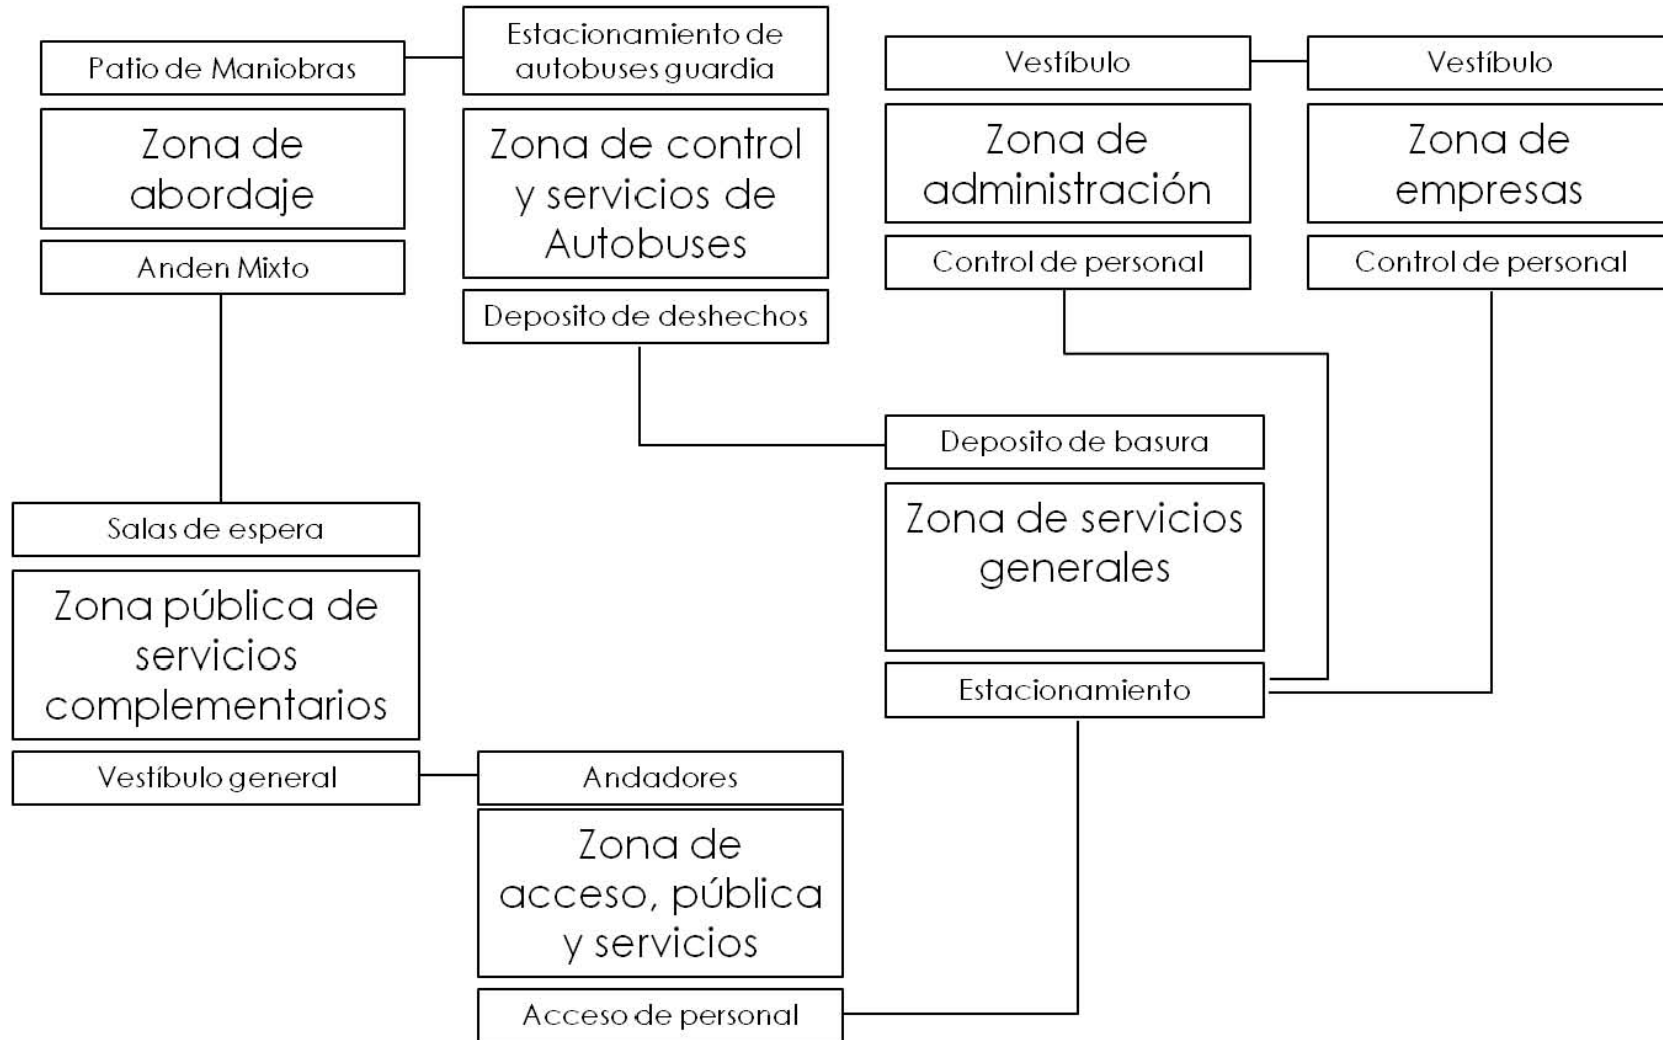 Patio de Maniobras
Zona de
abordaje
Anden Mixto
Estacionamiento de
autobuses guardia
Zona de control
y servicios de
Autobuses
Deposito de deshechos
Vestíbulo
Zona de
administración
Control de personal
Vestíbulo
Zona de
empresas
Control de personal
Deposito de basura
Zona de servicios
generales
Estacionamiento
Salas de espera
Zona pública de
servicios
complementarios
Vestíbulo general
Andadores
Zona de
acceso, pública
y servicios
Acceso de personal